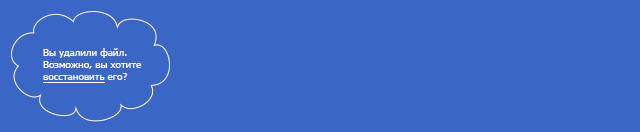 Вы удалили файл.
Возможно, вы хотите
восстановить его?